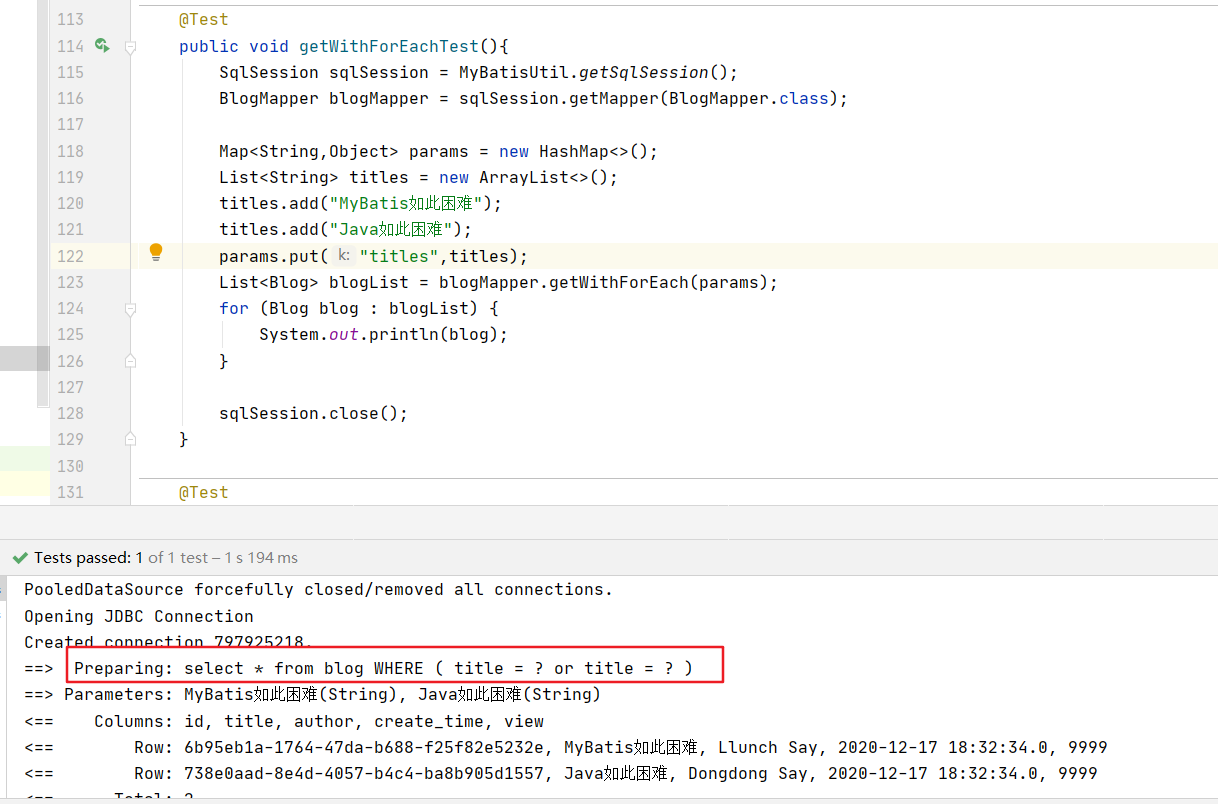 113 @Test
114 public void getWithForEachTest(){
115 SqlSession sqlSession = MyBatisUtil.getSqlSession();
116 BlogMapper blogMapper = sqlSession.getMapper(BlogMapper.class);
117
118 Map<String,Object> params = new HashMap<>();
119 List<String> titles = new ArrayList<>();
120 titles.add("MyBatis如此困难");
121 titles.add("Java如此困难");
122 params.put( k: "titles",titles);
123 List<Blog> blogList = blogMapper.getWithForEach(params);
124 for (Blog blog : blogList) {
125 System.out.println(blog);
126 }
127
128 sqlSession.close();
129 }
130
131 @Test
Tests passed: 1 of 1 test – 1 s 194 ms
PooledDataSource forcefully closed/removed all connections.
Opening JDBC Connection
Created connection 797925218.
==> Preparing: select * from blog WHERE ( title = ? or title = ? )
==> Parameters: MyBatis如此困难(String), Java如此困难(String)
<== Columns: id, title, author, create_time, view
<== Row: 6b95eb1a-1764-47da-b688-f25f82e5232e, MyBatis如此困难, Llunch Say, 2020-12-17 18:32:34.0, 9999
<== Row: 738e0aad-8e4d-4057-b4c4-ba8b905d1557, Java如此困难, Dongdong Say, 2020-12-17 18:32:34.0, 9999
<== Total: 2